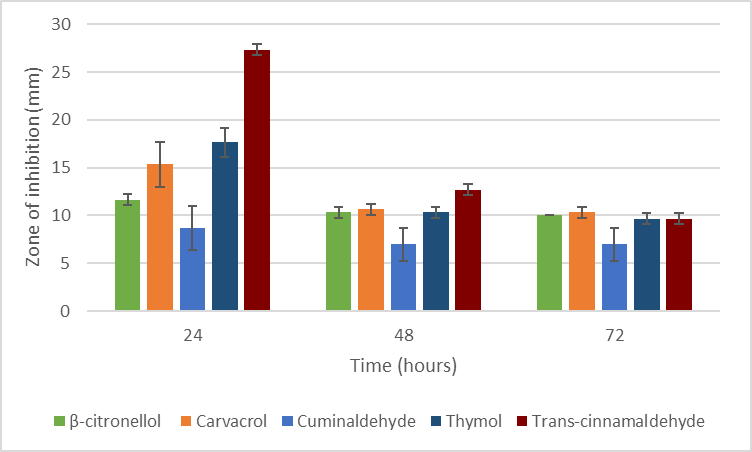 30
25
20
15
10
5
0
Zone of inhibition (mm)
24 48 72
Time (hours)
β-citronellol Carvacrol Cuminaldehyde Thymol Trans-cinnamaldehyde